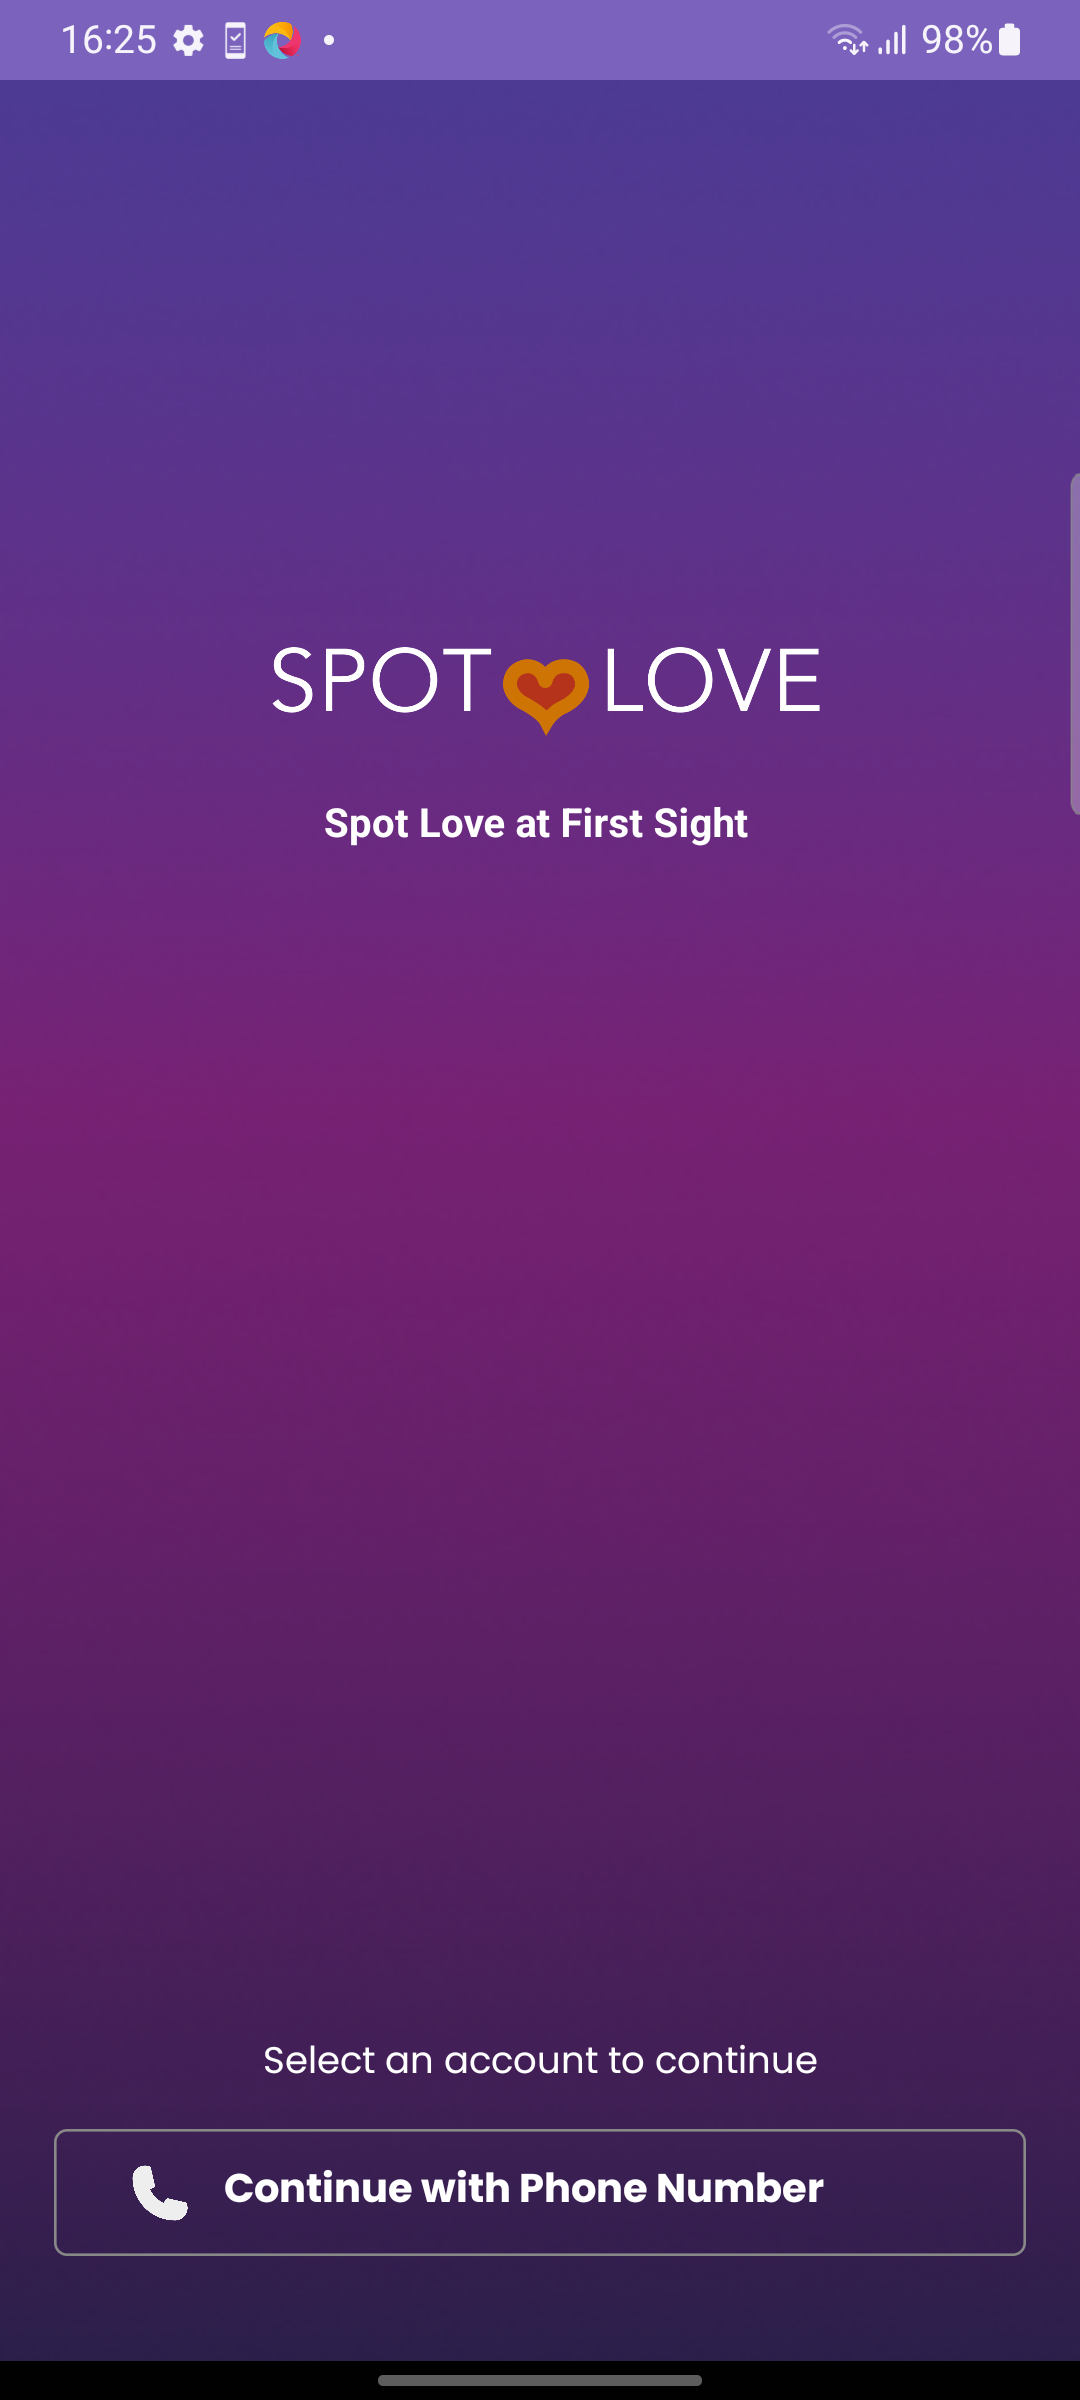 16:25 98%
SPOT LOVE
Spot Love at First Sight
Select an account to continue
Continue with Phone Number